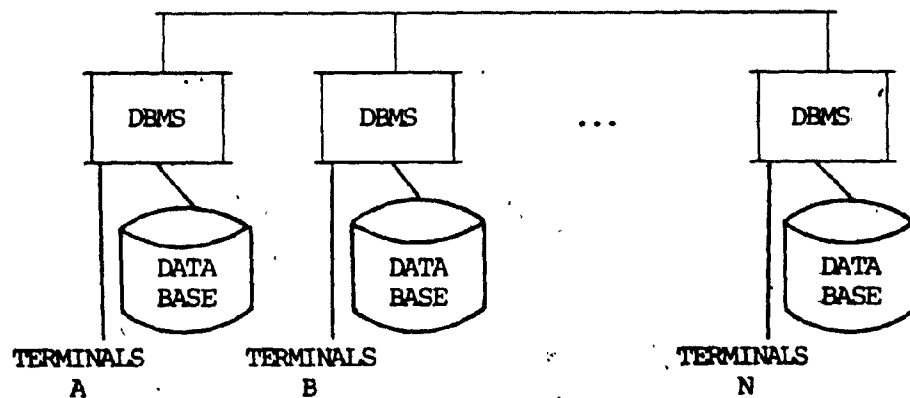 DBMS
DBMS
...
DBMS
DATA
BASE
DATA
BASE
DATA
BASE
TERMINALS
A
TERMINALS
B
TERMINALS
N